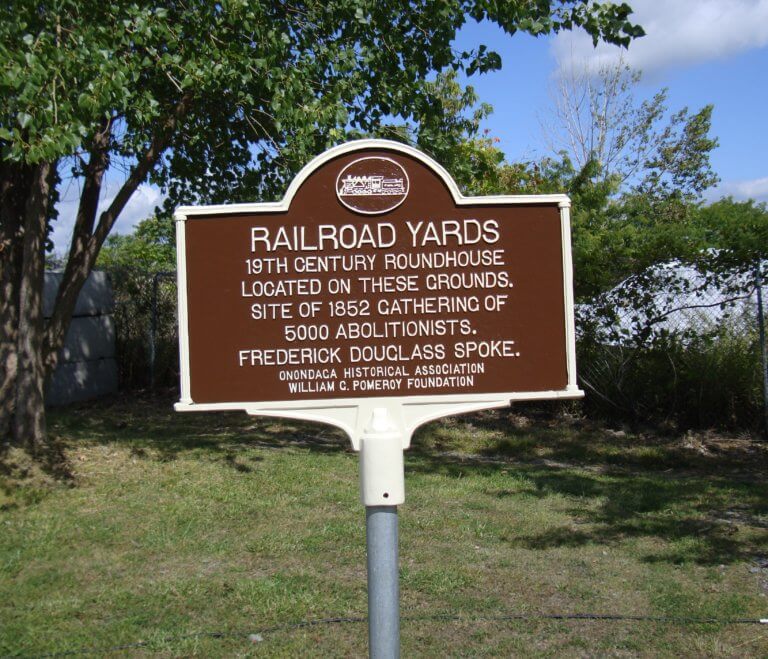 RAILROAD YARDS
19TH CENTURY ROUNDHOUSE
LOCATED ON THESE GROUNDS.
SITE OF 1852 GATHERING OF
5000 ABOLITIONISTS.
FREDERICK DOUGLASS SPOKE.
ONONDAGA HISTORICAL ASSOCIATION
WILLIAM G. POMEROY FOUNDATION